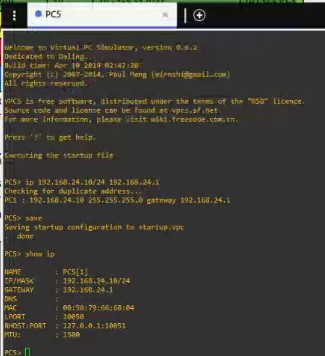 PC5
Welcome to Virtual PC Simulator, version 0.6.2
Dedicated to Daling.
Build time: Apr 10 2019 02:42:20
Copyright (c) 2007-2014, Paul Meng (mirnshi@gmail.com)
All rights reserved.
VPCS is free software, distributed under the terms of the "BSD" licence.
Source code and license can be found at vpcs.sf.net.
For more information, please visit wiki.freecode.com.cn.
Press '?' to get help.
Executing the startup file
PC5> ip 192.168.24.10/24 192.168.24.1
Checking for duplicate address...
PC1 : 192.168.24.10 255.255.255.0 gateway 192.168.24.1
PC5> save
Saving startup configuration to startup.vpc
. done
PC5> show ip
NAME : PC5[1]
IP/MASK : 192.168.24.10/24
GATEWAY : 192.168.24.1
DNS :
MAC : 00:50:79:66:68:04
LPORT : 10050
RHOST:PORT : 127.0.0.1:10051
MTU: : 1500
PC5>